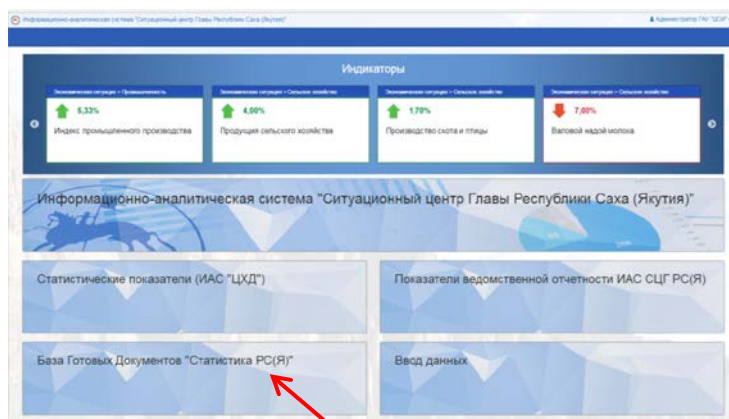 Информационно-аналитическая система "Ситуационный центр Главы Республики Саха (Якутия)"
Администратор ГАУ "ЦСИ"
Индикаторы
Экономическая ситуация > Промышленность
5,33%
Индекс промышленного производства
Экономическая ситуация > Сельское хозяйство
4,00%
Продукция сельского хозяйства
Экономическая ситуация > Сельское хозяйство
1,70%
Производство скота и птицы
Экономическая ситуация > Сельское хозяйство
7,00%
Валовой надой молока
Информационно-аналитическая система "Ситуационный центр Главы Республики Саха (Якутия)"
Статистические показатели (ИАС "ЦХД")
Показатели ведомственной отчетности ИАС СЦГ РС(Я)
База Готовых Документов "Статистика РС(Я)"
Ввод данных